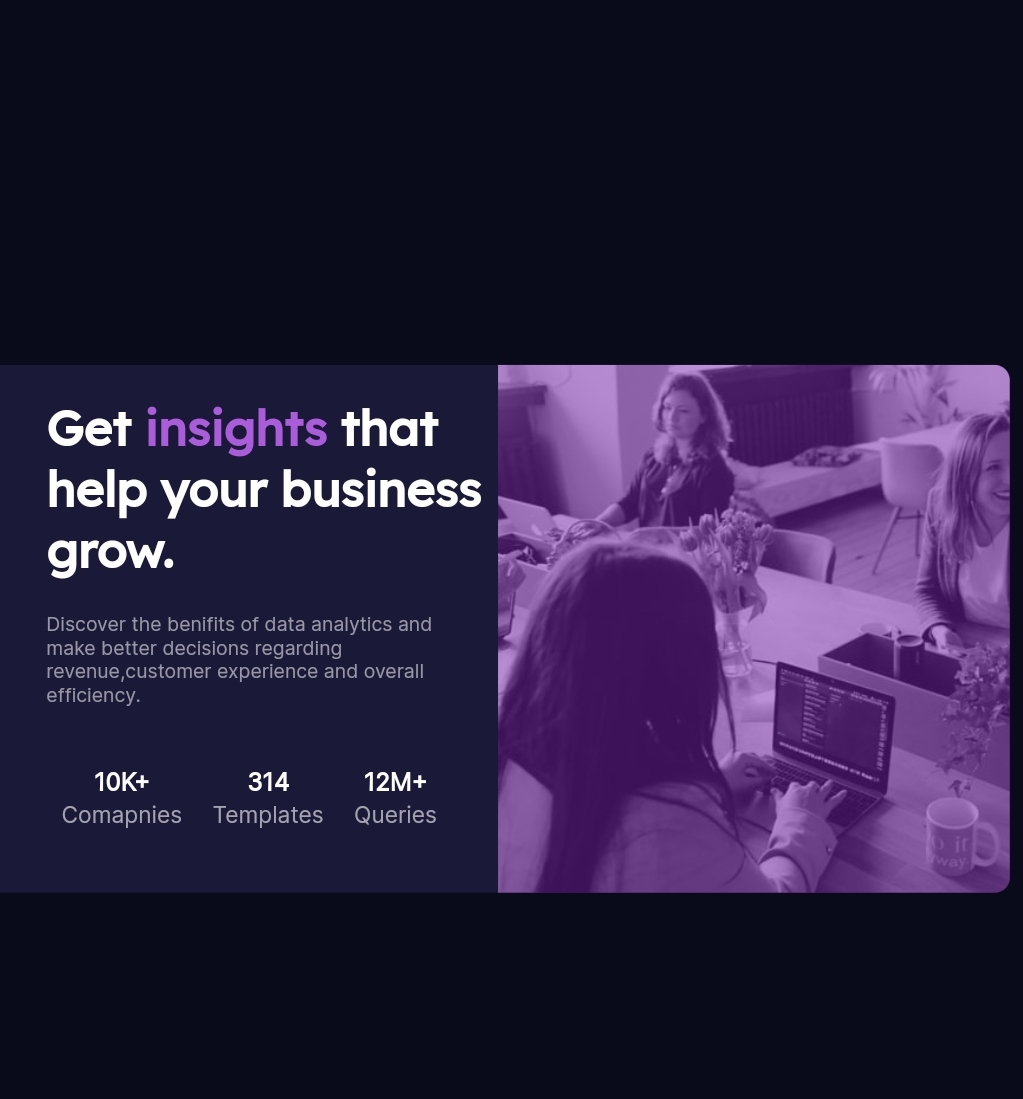 Get insights that
help your business
grow.
Discover the benifits of data analytics and
make better decisions regarding
revenue,customer experience and overall
efficiency.
10K+ 314 12M+
Comapnies Templates Queries